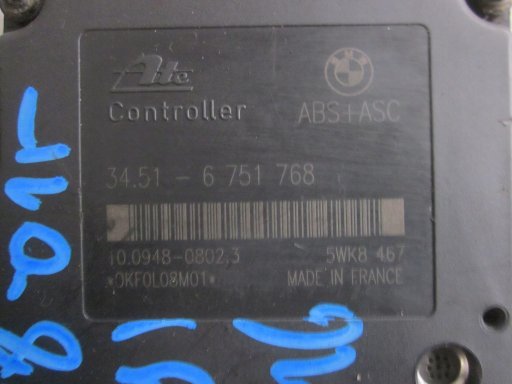 Ate
BMW
Controller ABS+ASC
34.51 - 6 751 768
10.0948-0802.3 5WK8 467
*0KF0L08M01* MADE IN FRANCE